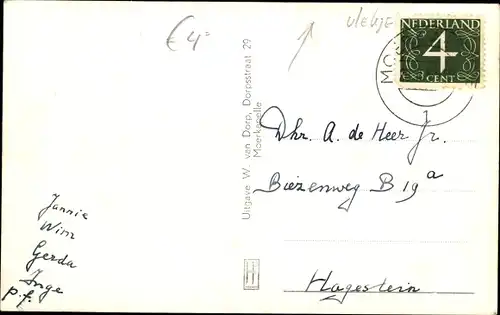 € 4=
vlekje
NEDERLAND
4
CENT
MO
1
Uitgave W. van Dorp, Dorpsstraat 29
Moerkapelle
Dhr. A. de Heer Jr.
Biezenweg B 19a
Hagestein
Jannie
Wim
Gerda
Inge
p.f.